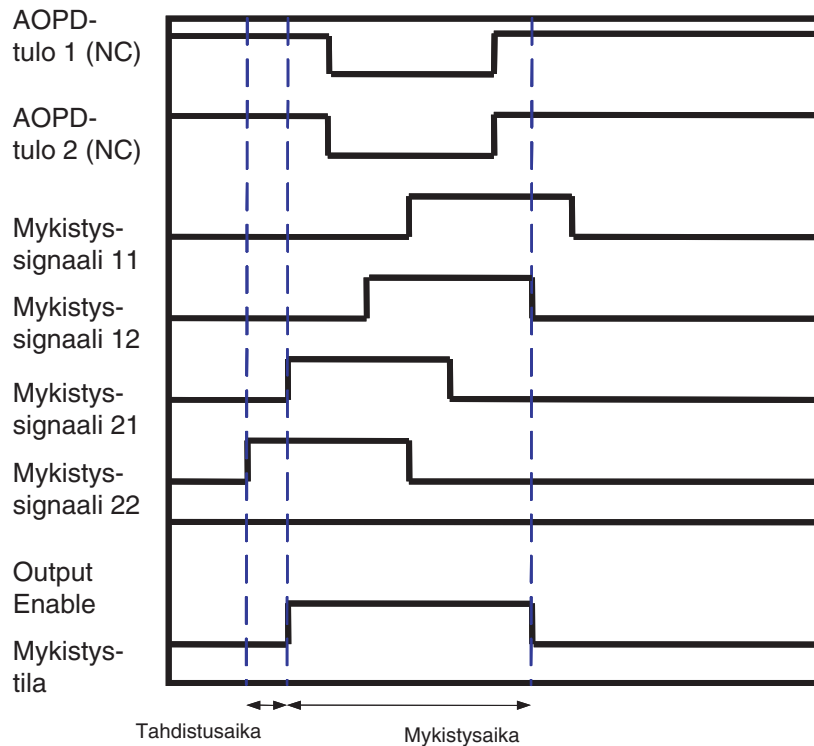 AOPD-
tulo 1 (NC)
AOPD-
tulo 2 (NC)
Mykistys-
signaali 11
Mykistys-
signaali 12
Mykistys-
signaali 21
Mykistys-
signaali 22
Output
Enable
Mykistys-
tila
Tahdistusaika
Mykistysaika